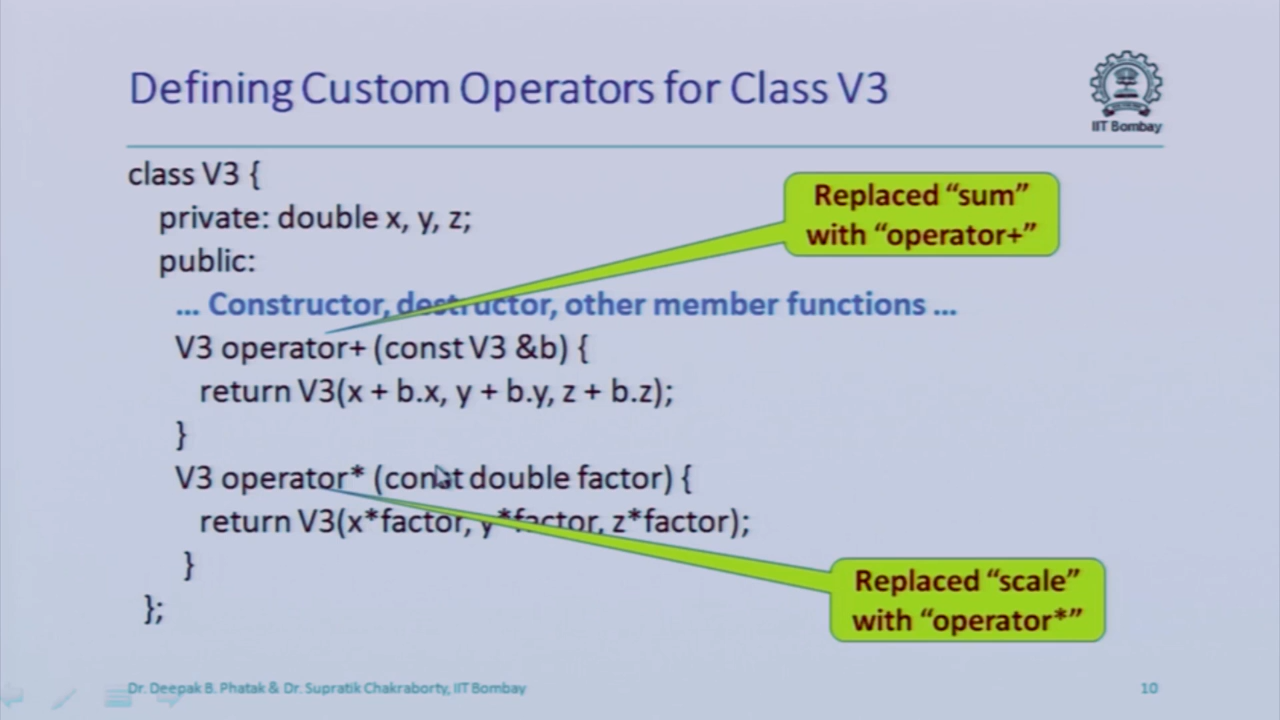 Defining Custom Operators for Class V3
IIT Bombay
class V3 {
private: double x, y, z;
public:
... Constructor, destructor, other member functions ...
V3 operator+ (const V3 &b) {
return V3(x + b.x, y + b.y, z + b.z);
}
V3 operator* (const double factor) {
return V3(x*factor, y*factor, z*factor);
}
};
Replaced “sum”
with “operator+”
Replaced “scale”
with “operator*”
Dr. Deepak B. Phatak & Dr. Supratik Chakraborty, IIT Bombay
10